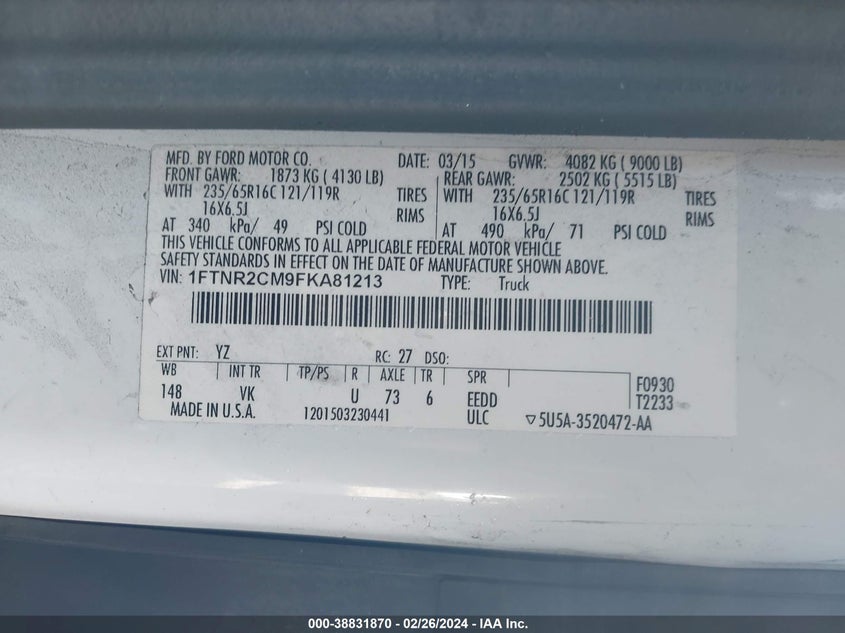 MFD. BY FORD MOTOR CO. DATE: 03/15 GVWR: 4082 KG ( 9000 LB)
FRONT GAWR: 1873 KG ( 4130 LB) REAR GAWR: 2502 KG ( 5515 LB)
WITH 235/65R16C 121/119R TIRES WITH 235/65R16C 121/119R TIRES
16X6.5J RIMS 16X6.5J RIMS
AT 340 kPa/ 49 PSI COLD AT 490 kPa/ 71 PSI COLD
THIS VEHICLE CONFORMS TO ALL APPLICABLE FEDERAL MOTOR VEHICLE
SAFETY STANDARDS IN EFFECT ON THE DATE OF MANUFACTURE SHOWN ABOVE.
VIN: 1FTNR2CM9FKA81213 TYPE: Truck
EXT PNT: YZ RC: 27 DSO:
WB INT TR TP/PS R AXLE TR SPR
148 VK U 73 6 EEDD F0930
T2233
MADE IN U.S.A. 1201503230441 ULC ▽5U5A-3520472-AA
000-38831870 - 02/26/2024 - IAA Inc.